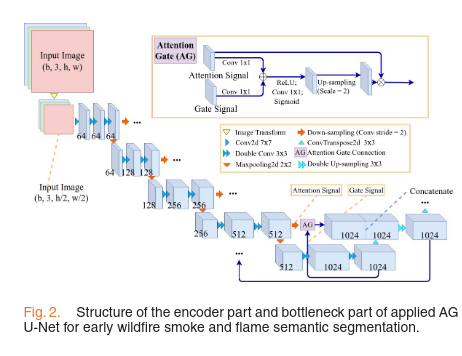 Input Image
(b, 3, h, w)
Attention
Gate (AG)
Conv 1x1
Attention Signal
Conv 1x1
Gate Signal
ReLU;
Conv 1x1;
Sigmoid
Up-sampling
(Scale = 2)
64 64 64
...
Image Transform
Conv2d 7x7
Double Conv 3x3
Maxpooling2d 2x2
Down-sampling (Conv stride = 2)
ConvTranspose2d 3x3
AG Attention Gate Connection
Double Up-sampling 3x3
64 128 128
...
Input Image
(b, 3, h/2, w/2)
128 256 256
...
Attention Signal
Gate Signal
Concatenate
...
256 512 512
AG
1024 1024 1024
...
512 1024 1024
Fig. 2. Structure of the encoder part and bottleneck part of applied AG
U-Net for early wildfire smoke and flame semantic segmentation.